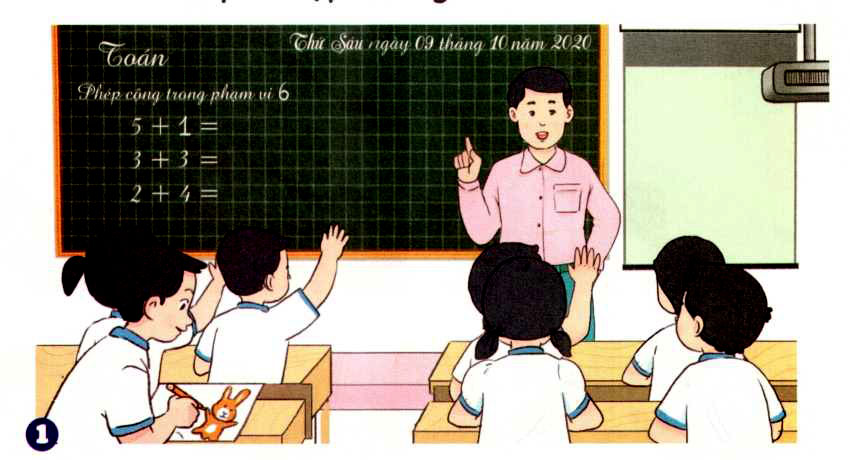 Thứ Sáu ngày 09 tháng 10 năm 2020
Toán
Phép cộng trong phạm vi 6
5 + 1 =
3 + 3 =
2 + 4 =
1